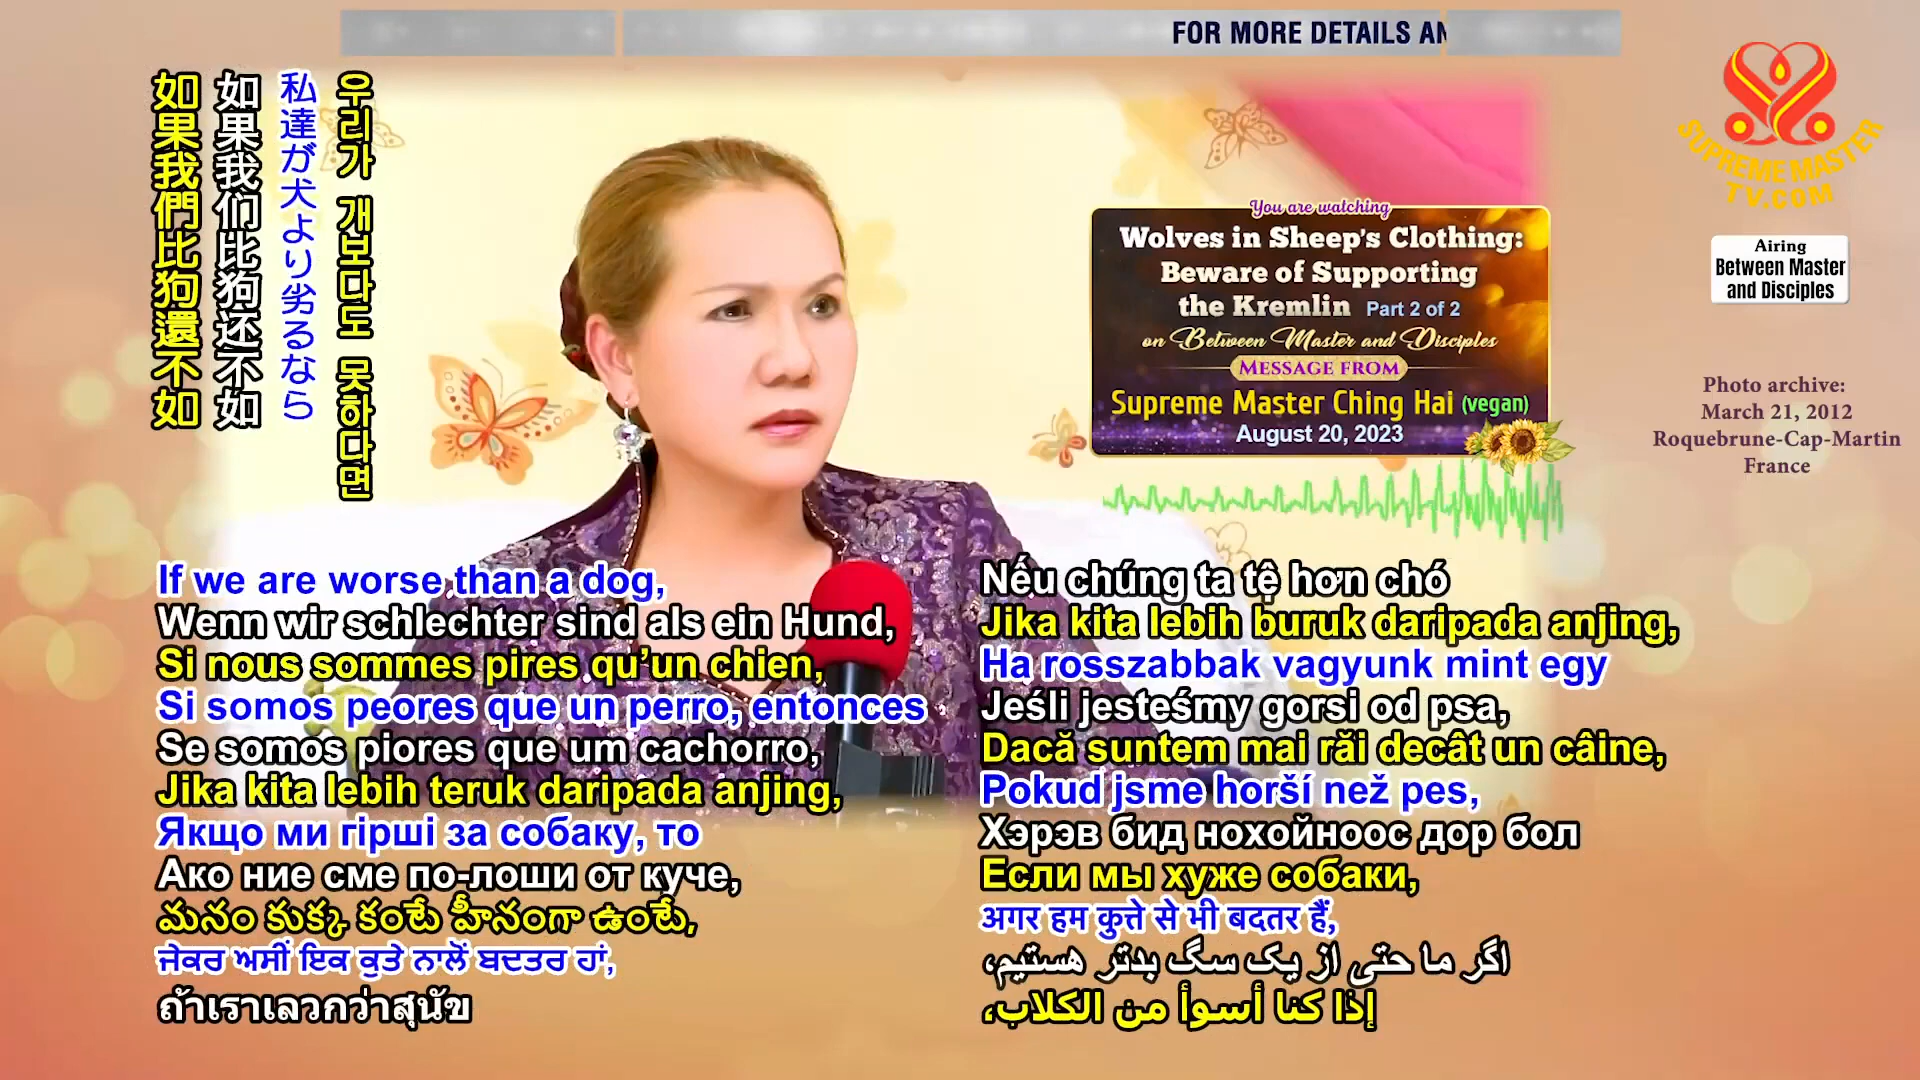 FOR MORE DETAILS AN
如果我們比狗還不如
如果我们比狗还不如
私達が犬より劣るなら
우리가 개보다도 못하다면
SUPREME MASTER
TV.COM
You are watching
Wolves in Sheep's Clothing:
Beware of Supporting
the Kremlin Part 2 of 2
on Between Master and Disciples
MESSAGE FROM
Supreme Master Ching Hai (vegan)
August 20, 2023
Airing
Between Master
and Disciples
Photo archive:
March 21, 2012
Roquebrune-Cap-Martin
France
If we are worse than a dog,
Wenn wir schlechter sind als ein Hund,
Si nous sommes pires qu’un chien,
Si somos peores que un perro, entonces
Se somos piores que um cachorro,
Jika kita lebih teruk daripada anjing,
Якщо ми гірші за собаку, то
Ако ние сме по-лоши от куче,
మనం కుక్క కంటే హీనంగా ఉంటే,
ਜੇਕਰ ਅਸੀਂ ਇਕ ਕੁਤੇ ਨਾਲੋਂ ਬਦਤਰ ਹਾਂ,
ถ้าเราเลวกว่าสุนัข
Nếu chúng ta tệ hơn chó
Jika kita lebih buruk daripada anjing,
Ha rosszabbak vagyunk mint egy
Jeśli jesteśmy gorsi od psa,
Dacă suntem mai răi decât un câine,
Pokud jsme horší než pes,
Хэрэв бид нохойноос дор бол
Если мы хуже собаки,
अगर हम कुत्ते से भी बदतर हैं,
اگر ما حتی از یک سگ بدتر هستیم،
إذا كنا أسوأ من الكلاب،